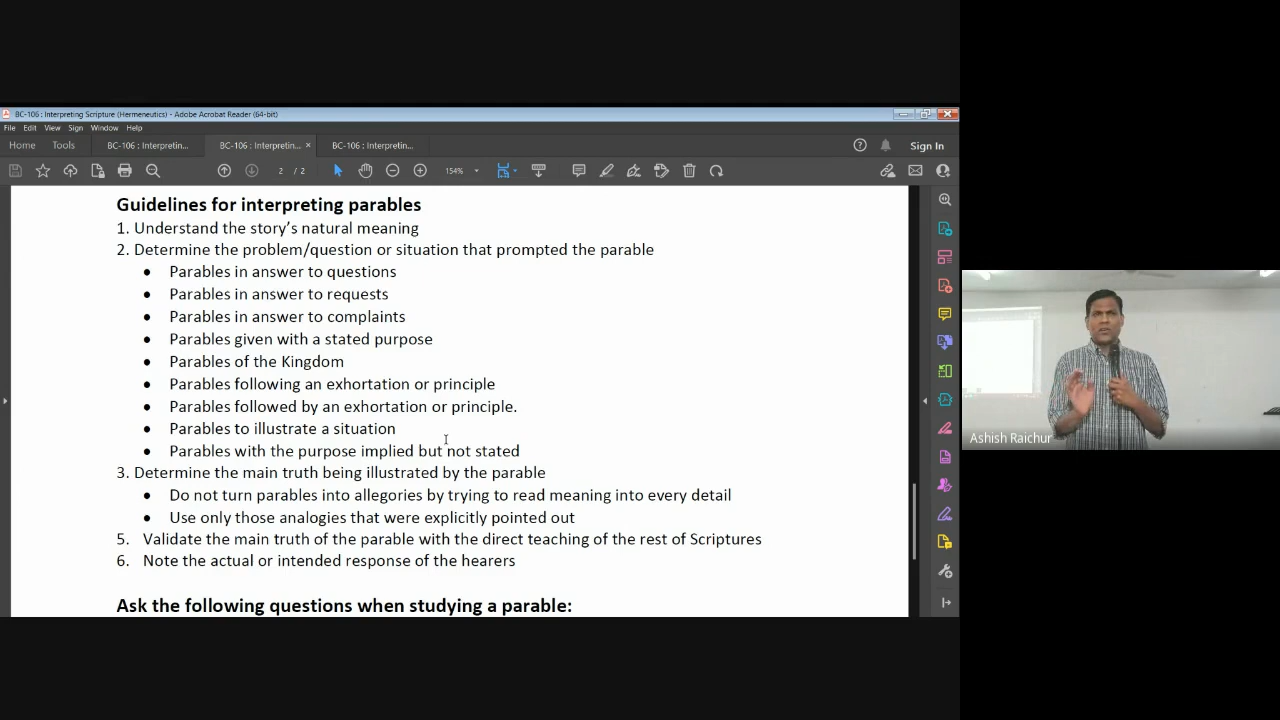 BC-106 : Interpreting Scripture (Hermeneutics) - Adobe Acrobat Reader (64-bit)
File Edit View Sign Window Help
Home Tools BC-106 : Interpretin... BC-106 : Interpretin... × BC-106 : Interpretin... Sign In
2 / 2 154%
Guidelines for interpreting parables
1. Understand the story's natural meaning
2. Determine the problem/question or situation that prompted the parable
• Parables in answer to questions
• Parables in answer to requests
• Parables in answer to complaints
• Parables given with a stated purpose
• Parables of the Kingdom
• Parables following an exhortation or principle
• Parables followed by an exhortation or principle.
• Parables to illustrate a situation
• Parables with the purpose implied but not stated
3. Determine the main truth being illustrated by the parable
• Do not turn parables into allegories by trying to read meaning into every detail
• Use only those analogies that were explicitly pointed out
5. Validate the main truth of the parable with the direct teaching of the rest of Scriptures
6. Note the actual or intended response of the hearers
Ask the following questions when studying a parable:
Ashish Raichur